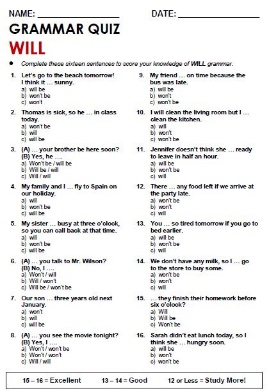 NAME: DATE:
GRAMMAR QUIZ
WILL
● Complete these sixteen sentences to score your knowledge of WILL grammar.
1. Let's go to the beach tomorrow!
I think it … sunny.
a) will be
b) won't be
c) won't
2. Thomas is sick, so he … in class
today.
a) won't
b) won't be
c) will
3. (A) … your brother be here soon?
(B) Yes, he ….
a) Won't be / will be
b) Will be / will
c) Will / will
4. My family and I … fly to Spain on
our holiday.
a) will
b) will be
c) won't be
5. My sister … busy at three o'clock,
so you can call back at that time.
a) will
b) will be
c) won't be
6. (A) … you talk to Mr. Wilson?
(B) No, I ….
a) Won't / will
b) Will / won't
c) Will be / won't be
7. Our son … three years old next
January.
a) won't
b) will be
c) will
8. (A) … you see the movie tonight?
(B) Yes, I ….
a) Won't / won't
b) Won't / won't be
c) Will / will
9. My friend … on time because the
bus was late.
a) will be
b) won't
c) won't be
10. I will clean the living room but I …
clean the kitchen.
a) will
b) won't
c) won't be
11. Jennifer doesn't think she … ready
to leave in half an hour.
a) will be
b) won't be
c) will
12. There … any food left if we arrive at
the party late.
a) will be
b) won't
c) won't be
13. You … so tired tomorrow if you go to
bed earlier.
a) will be
b) won't be
c) will
14. We don't have any milk, so I … go
to the store to buy some.
a) will be
b) won't
c) will
15. … they finish their homework before
six o'clock?
a) Will
b) Will be
c) Won't be
16. Sarah didn't eat lunch today, so I
think she … hungry soon.
a) will be
b) won't be
c) will
15 – 16 = Excellent 13 – 14 = Good 12 or Less = Study More!